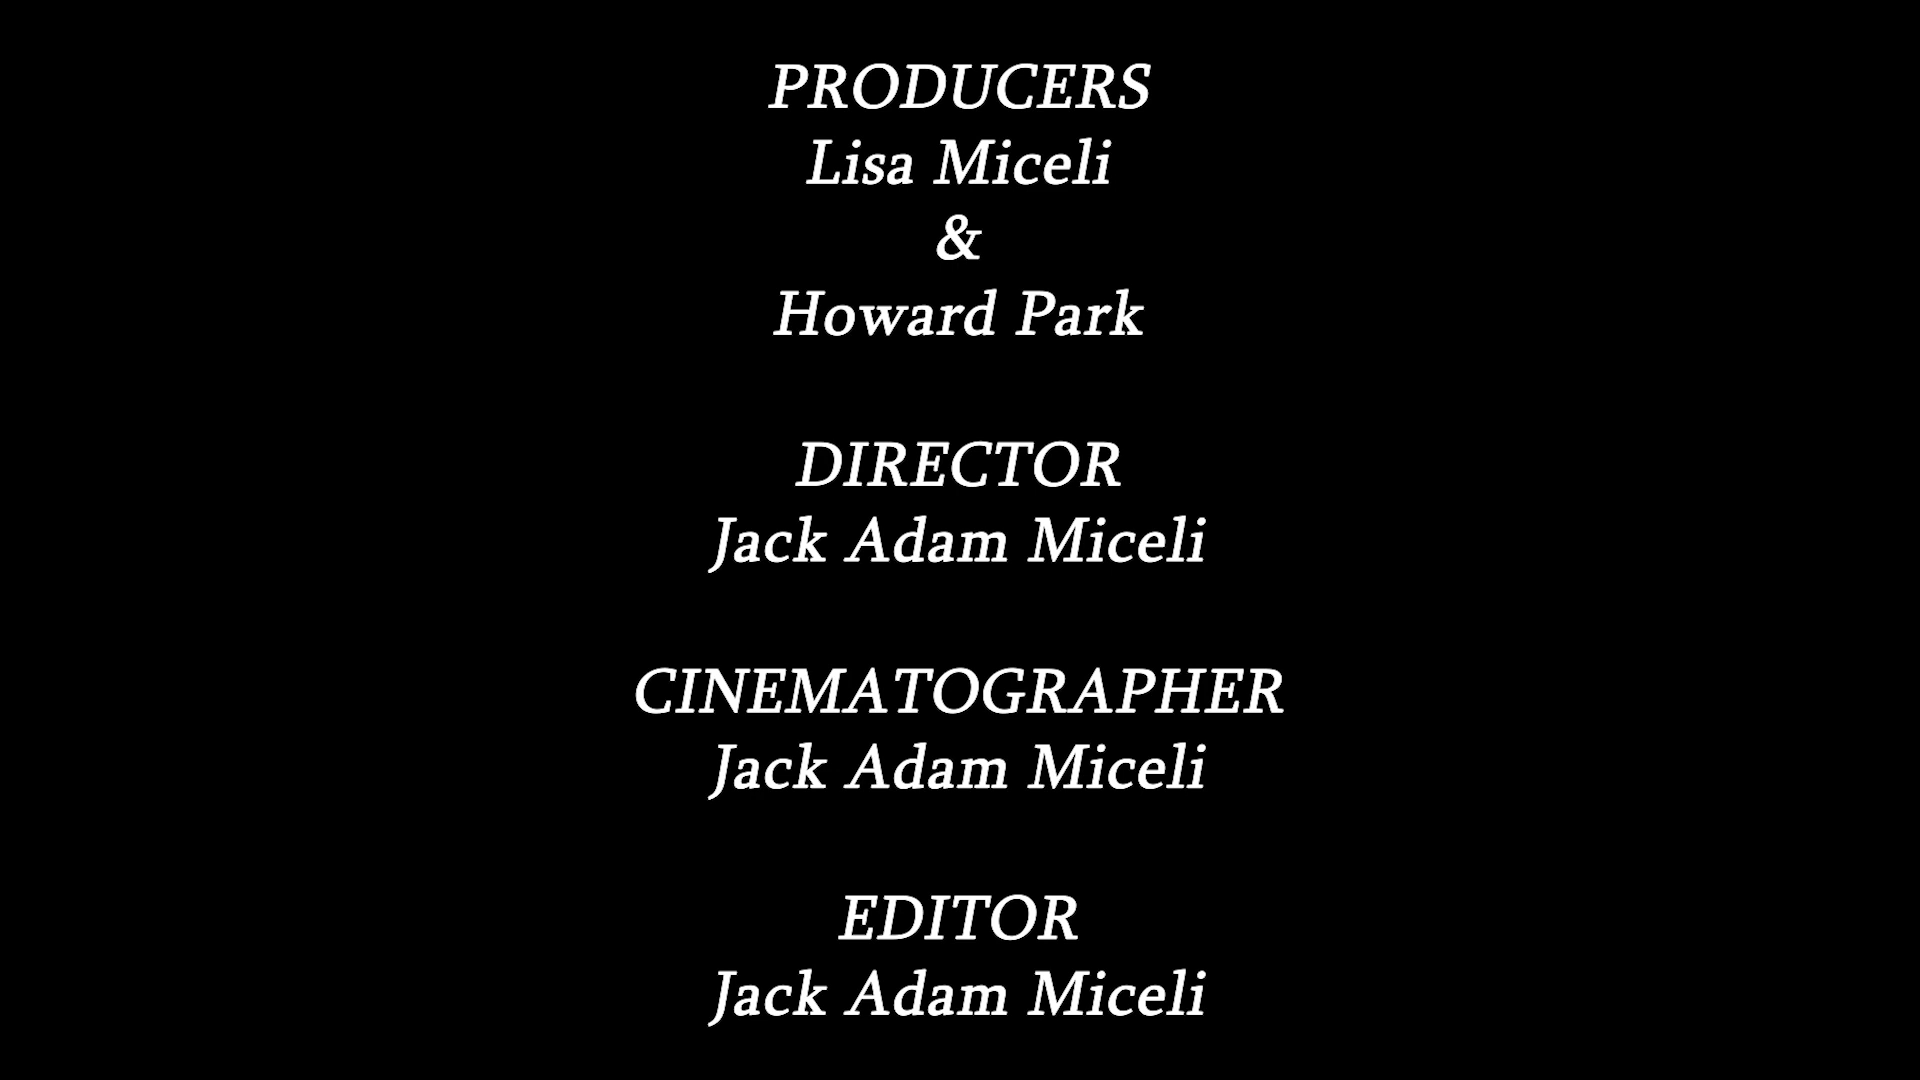 PRODUCERS
Lisa Miceli
&
Howard Park
DIRECTOR
Jack Adam Miceli
CINEMATOGRAPHER
Jack Adam Miceli
EDITOR
Jack Adam Miceli